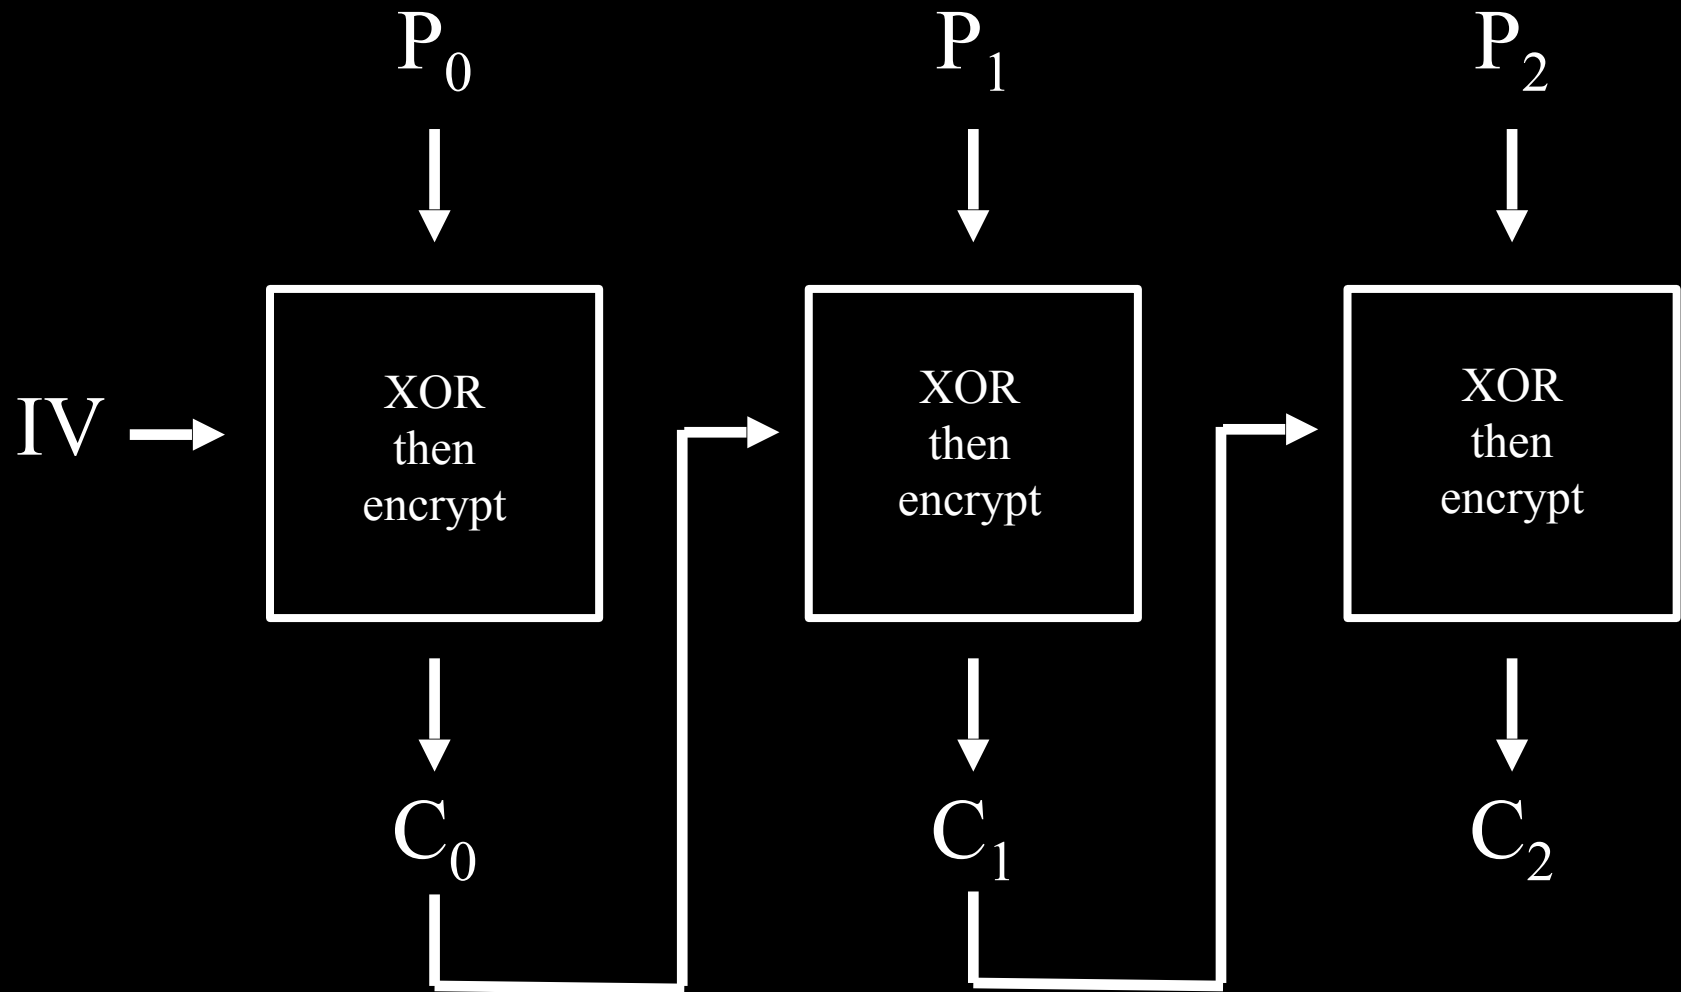 P₀
P₁
P₂
IV
XOR
then
encrypt
XOR
then
encrypt
XOR
then
encrypt
C₀
C₁
C₂